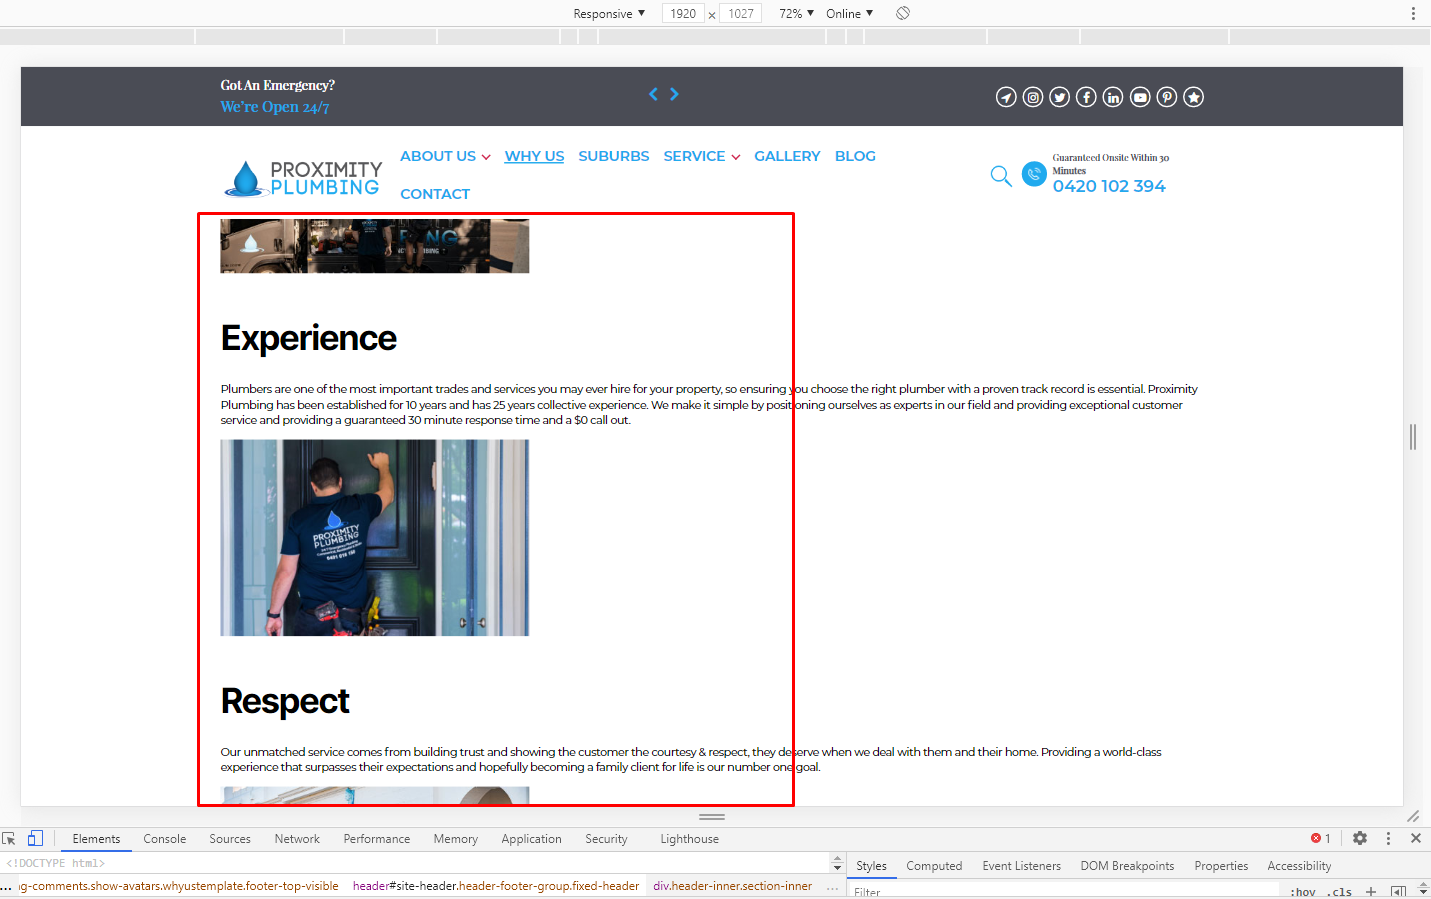 Responsive ▼ 1920 × 1027 72% ▼ Online ▼
Got An Emergency?
We're Open 24/7
PROXIMITY
PLUMBING
ABOUT US WHY US SUBURBS SERVICE GALLERY BLOG
CONTACT
Guaranteed Onsite Within 30
Minutes
0420 102 394
Experience
Plumbers are one of the most important trades and services you may ever hire for your property, so ensuring you choose the right plumber with a proven track record is essential. Proximity
Plumbing has been established for 10 years and has 25 years collective experience. We make it simple by positioning ourselves as experts in our field and providing exceptional customer
service and providing a guaranteed 30 minute response time and a $0 call out.
PROXIMITY
PLUMBING
Respect
Our unmatched service comes from building trust and showing the customer the courtesy & respect, they deserve when we deal with them and their home. Providing a world-class
experience that surpasses their expectations and hopefully becoming a family client for life is our number one goal.
Elements Console Sources Network Performance Memory Application Security Lighthouse 1
<!DOCTYPE html>
Styles Computed Event Listeners DOM Breakpoints Properties Accessibility
... ng-comments.show-avatars.whyustemplate.footer-top-visible header#site-header.header-footer-group.fixed-header div.header-inner.section-inner ...
Filter :hov .cls +